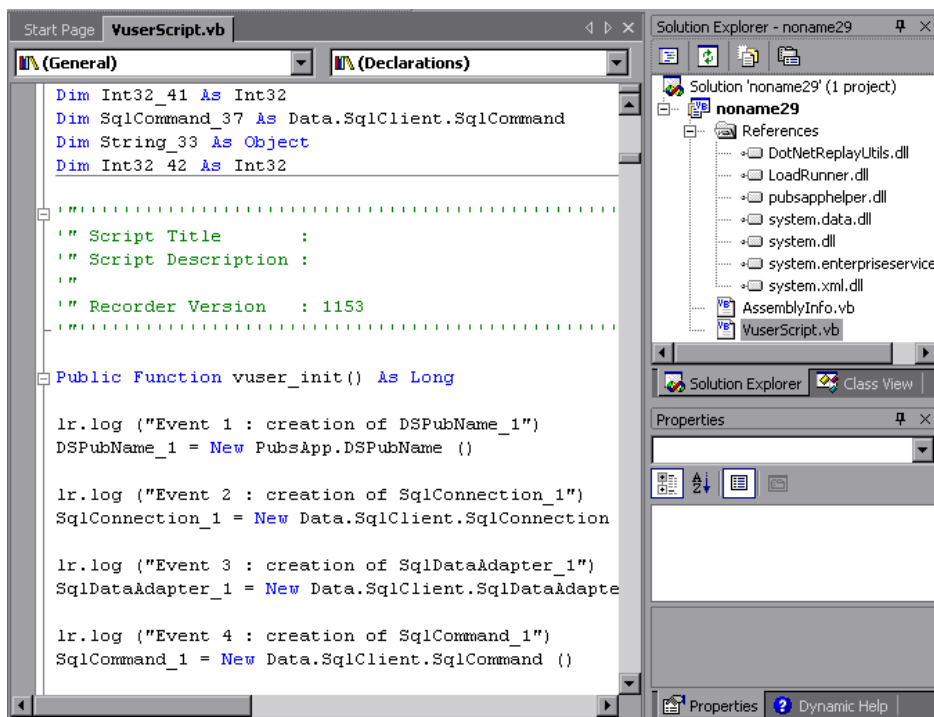 Start Page VuserScript.vb
(General) (Declarations)
Dim Int32_41 As Int32
Dim SqlCommand_37 As Data.SqlClient.SqlCommand
Dim String_33 As Object
Dim Int32_42 As Int32
'"''''''''''''''''''''''''''''''''''''''''''''''''
'" Script Title       :
'" Script Description :
'"
'" Recorder Version   : 1153
'"''''''''''''''''''''''''''''''''''''''''''''''''
Public Function vuser_init() As Long
lr.log ("Event 1 : creation of DSPubName_1")
DSPubName_1 = New PubsApp.DSPubName ()
lr.log ("Event 2 : creation of SqlConnection_1")
SqlConnection_1 = New Data.SqlClient.SqlConnection
lr.log ("Event 3 : creation of SqlDataAdapter_1")
SqlDataAdapter_1 = New Data.SqlClient.SqlDataAdapte
lr.log ("Event 4 : creation of SqlCommand_1")
SqlCommand_1 = New Data.SqlClient.SqlCommand ()
Solution Explorer - noname29
Solution 'noname29' (1 project)
noname29
References
DotNetReplayUtils.dll
LoadRunner.dll
pubsapphelper.dll
system.data.dll
system.dll
system.enterpriseservice
system.xml.dll
AssemblyInfo.vb
VuserScript.vb
Solution Explorer Class View
Properties
Properties Dynamic Help